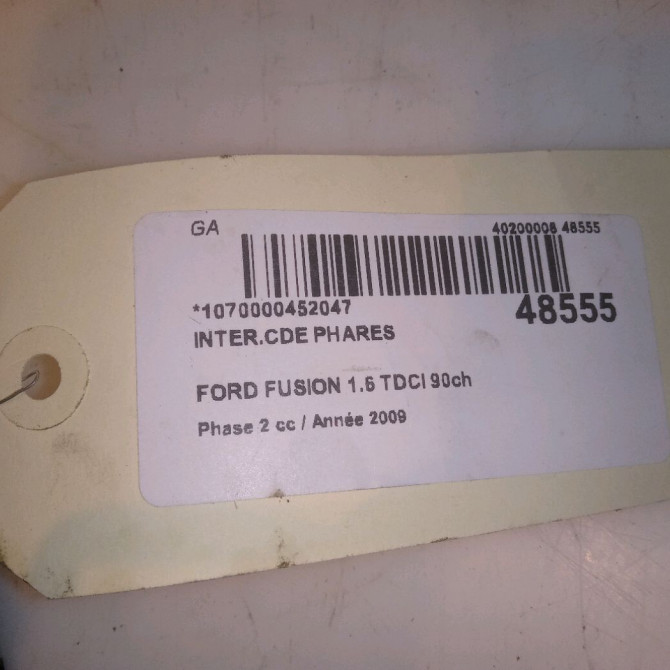 GA
40200008 48555
*1070000452047
48555
INTER.CDE PHARES
FORD FUSION 1.6 TDCI 90ch
Phase 2 cc / Année 2009